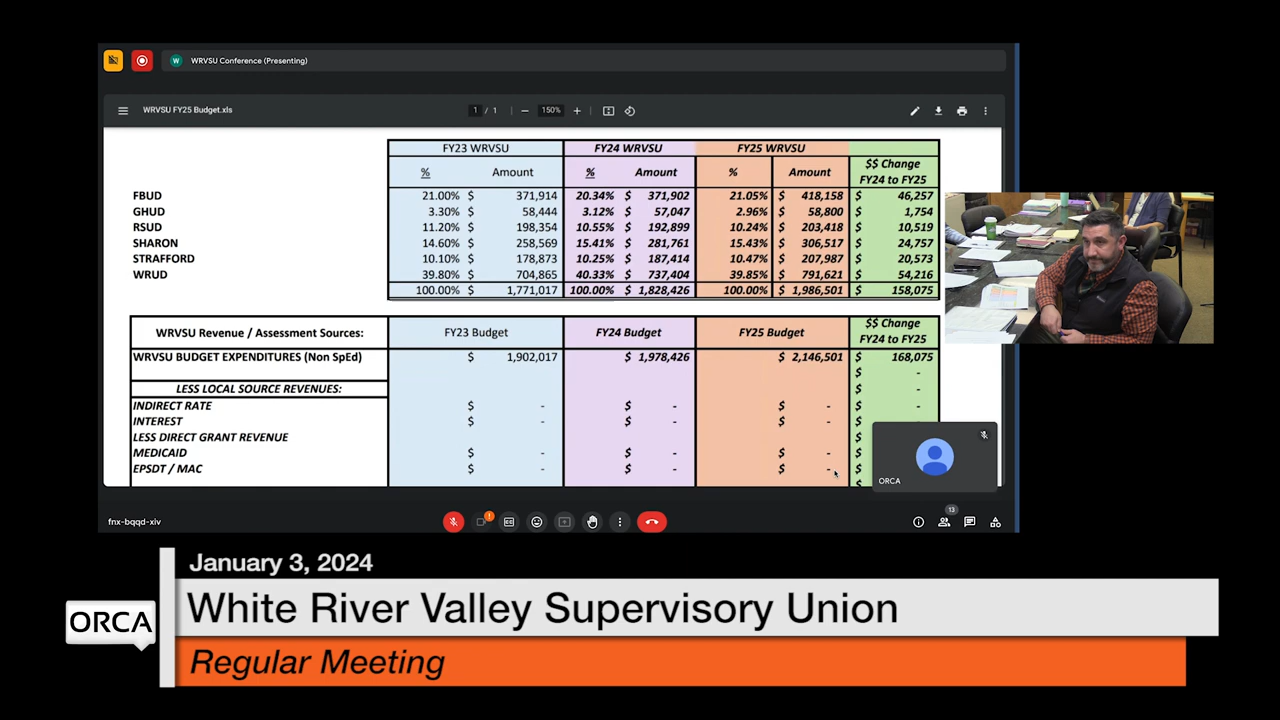 W WRVSU Conference (Presenting)
WRVSU FY25 Budget.xls 1 / 1 — 150% +
FY23 WRVSU FY24 WRVSU FY25 WRVSU
% Amount % Amount % Amount $$ Change FY24 to FY25
FBUD 21.00% $ 371,914 20.34% $ 371,902 21.05% $ 418,158 $ 46,257
GHUD 3.30% $ 58,444 3.12% $ 57,047 2.96% $ 58,800 $ 1,754
RSUD 11.20% $ 198,354 10.55% $ 192,899 10.24% $ 203,418 $ 10,519
SHARON 14.60% $ 258,569 15.41% $ 281,761 15.43% $ 306,517 $ 24,757
STRAFFORD 10.10% $ 178,873 10.25% $ 187,414 10.47% $ 207,987 $ 20,573
WRUD 39.80% $ 704,865 40.33% $ 737,404 39.85% $ 791,621 $ 54,216
100.00% $ 1,771,017 100.00% $ 1,828,426 100.00% $ 1,986,501 $ 158,075
WRVSU Revenue / Assessment Sources: FY23 Budget FY24 Budget FY25 Budget $$ Change FY24 to FY25
WRVSU BUDGET EXPENDITURES (Non SpEd) $ 1,902,017 $ 1,978,426 $ 2,146,501 $ 168,075
$ -
LESS LOCAL SOURCE REVENUES: $ -
INDIRECT RATE $ - $ - $ - $ -
INTEREST $ - $ - $ - $
LESS DIRECT GRANT REVENUE $
MEDICAID $ - $ - $ - $
EPSDT / MAC $ - $ - $ - $
ORCA
fnx-bqqd-xiv
13
January 3, 2024
ORCA
White River Valley Supervisory Union
Regular Meeting